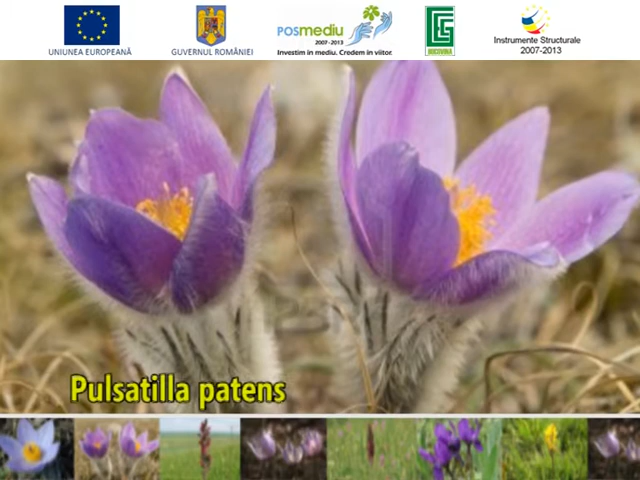 UNIUNEA EUROPEANĂ
GUVERNUL ROMÂNIEI
POSmediu
2007-2013
Investim în mediu. Credem în viitor.
BUCOVINA
Instrumente Structurale
2007-2013
Pulsatilla patens